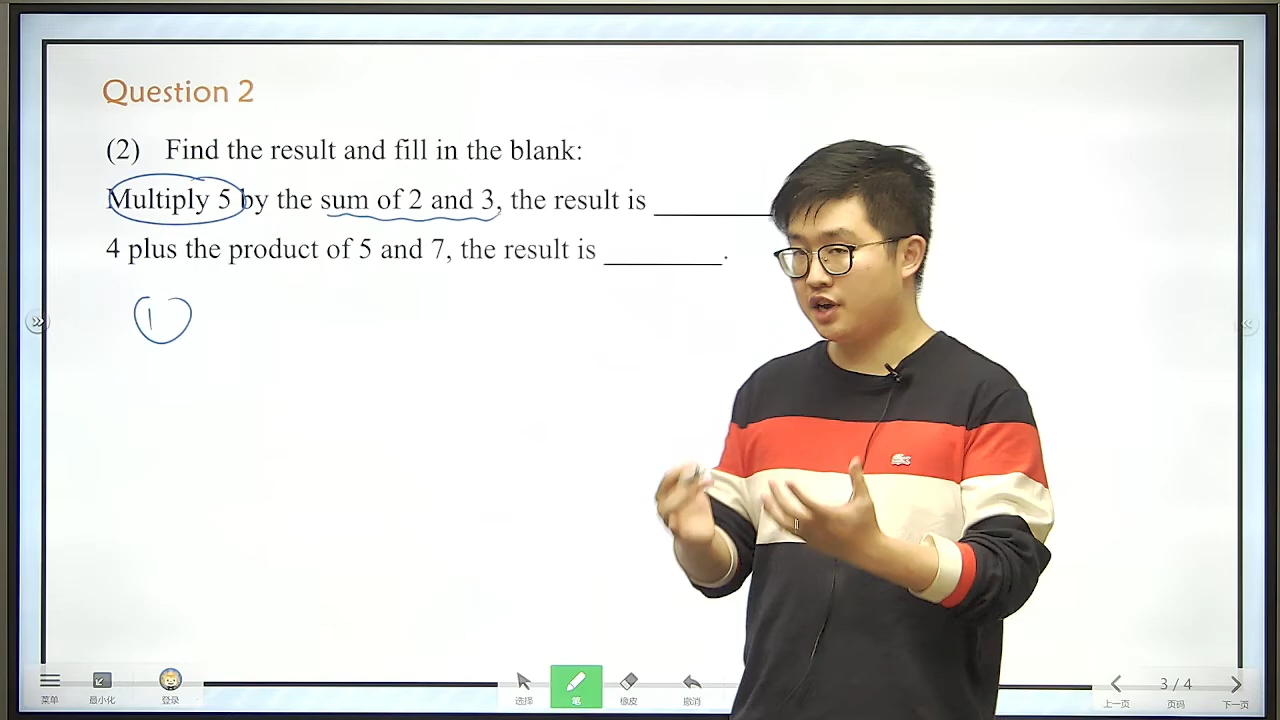 Question 2
(2) Find the result and fill in the blank:
Multiply 5 by the sum of 2 and 3, the result is ________
4 plus the product of 5 and 7, the result is ________.
①
菜单 最小化 登录 选择 笔 橡皮 撤消 上一页 3 / 4 页码 下一页